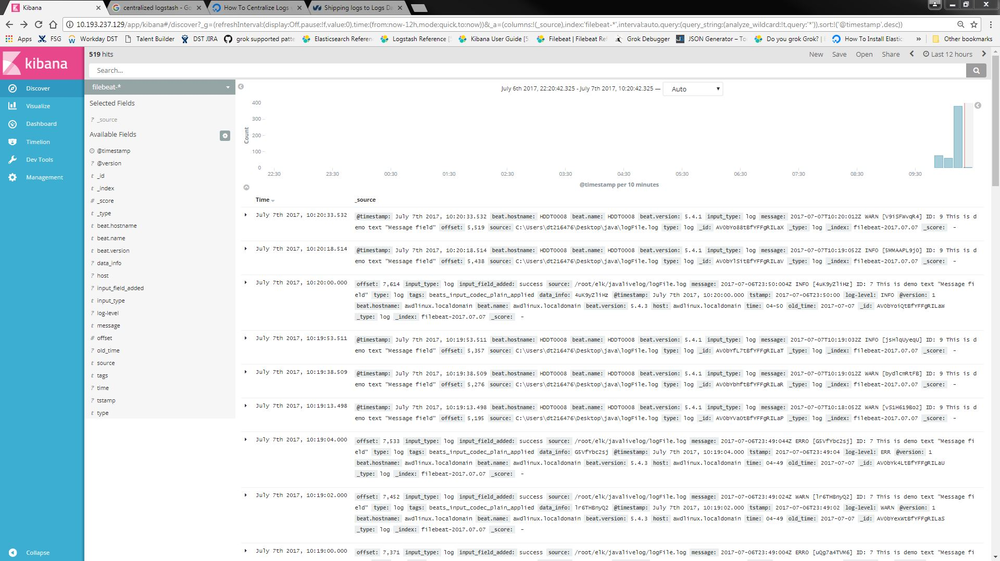 Kibana
centralized logstash - Go
How To Centralize Logs
Shipping logs to Logs Da
10.193.237.129/app/kibana#/discover?_g=(refreshInterval:(display:Off,pause:!f,value:0),time:(from:now-12h,mode:quick,to:now))&_a=(columns:!(_source),index:'filebeat-*',interval:auto,query:(query_string:(analyze_wildcard:!t,query:'*')),sort:!('@timestamp',desc))
Apps FSG Workday DST Talent Builder DST JIRA grok supported patte Elasticsearch Referen Logstash Reference [ Kibana User Guide [5. Filebeat | Filebeat Ref Grok Debugger JSON Generator – To Do you grok Grok? | How To Install Elastic » Other bookmarks
kibana
Discover
Visualize
Dashboard
Timelion
Dev Tools
Management
Collapse
519 hits
New Save Open Share Last 12 hours
Search...
filebeat-*
Selected Fields
? _source
Available Fields
@timestamp
? @version
t _id
t _index
# _score
t _type
t beat.hostname
t beat.name
t beat.version
? data_info
? host
? input_field_added
t input_type
? log-level
t message
# offset
? old_time
t source
t tags
? time
? tstamp
t type
July 6th 2017, 22:20:42.325 - July 7th 2017, 10:20:42.325 — Auto
Count
400
300
200
100
0
22:30 23:30 00:30 01:30 02:30 03:30 04:30 05:30 06:30 07:30 08:30 09:30
@timestamp per 10 minutes
Time _source
July 7th 2017, 10:20:33.532 @timestamp: July 7th 2017, 10:20:33.532 beat.hostname: HDDT0008 beat.name: HDDT0008 beat.version: 5.4.1 input_type: log message: 2017-07-07T10:20:012Z WARN [V9iSFWvqR4] ID: 9 This is d
emo text "Message field" offset: 5,519 source: C:\Users\dt216476\Desktop\java\logFile.log type: log _id: AV0bYo88tBfYFFgRILaX _type: log _index: filebeat-2017.07.07 _score: -
July 7th 2017, 10:20:18.514 @timestamp: July 7th 2017, 10:20:18.514 beat.hostname: HDDT0008 beat.name: HDDT0008 beat.version: 5.4.1 input_type: log message: 2017-07-07T10:19:052Z INFO [5MMAAPL9jO] ID: 9 This is d
emo text "Message field" offset: 5,438 source: C:\Users\dt216476\Desktop\java\logFile.log type: log _id: AV0bYlSitBfYFFgRILaV _type: log _index: filebeat-2017.07.07 _score: -
July 7th 2017, 10:20:00.000 offset: 7,614 input_type: log input_field_added: success source: /root/elk/javalivelog/logFile.log message: 2017-07-06T23:50:004Z INFO [4uK9yZliHz] ID: 7 This is demo text "Message fi
eld" type: log tags: beats_input_codec_plain_applied data_info: 4uK9yZliHz @timestamp: July 7th 2017, 10:20:00.000 tstamp: 2017-07-06T23:50:00 log-level: INFO @version: 1
beat.hostname: awdlinux.localdomain beat.name: awdlinux.localdomain beat.version: 5.4.3 host: awdlinux.localdomain time: 04-50 old_time: 2017-07-07 _id: AV0bYoiQtBfYFFgRILaW
_type: log _index: filebeat-2017.07.07 _score: -
July 7th 2017, 10:19:53.511 @timestamp: July 7th 2017, 10:19:53.511 beat.hostname: HDDT0008 beat.name: HDDT0008 beat.version: 5.4.1 input_type: log message: 2017-07-07T10:19:032Z INFO [jsHlqUyeqU] ID: 9 This is d
emo text "Message field" offset: 5,357 source: C:\Users\dt216476\Desktop\java\logFile.log type: log _id: AV0bYfL7tBfYFFgRILaT _type: log _index: filebeat-2017.07.07 _score: -
July 7th 2017, 10:19:38.509 @timestamp: July 7th 2017, 10:19:38.509 beat.hostname: HDDT0008 beat.name: HDDT0008 beat.version: 5.4.1 input_type: log message: 2017-07-07T10:19:012Z WARN [bydlcmRtFB] ID: 9 This is d
emo text "Message field" offset: 5,276 source: C:\Users\dt216476\Desktop\java\logFile.log type: log _id: AV0bYbhftBfYFFgRILaR _type: log _index: filebeat-2017.07.07 _score: -
July 7th 2017, 10:19:13.498 @timestamp: July 7th 2017, 10:19:13.498 beat.hostname: HDDT0008 beat.name: HDDT0008 beat.version: 5.4.1 input_type: log message: 2017-07-07T10:18:052Z WARN [vS1H619Bo2] ID: 9 This is d
emo text "Message field" offset: 5,195 source: C:\Users\dt216476\Desktop\java\logFile.log type: log _id: AV0bYVaOtBfYFFgRILaP _type: log _index: filebeat-2017.07.07 _score: -
July 7th 2017, 10:19:04.000 offset: 7,533 input_type: log input_field_added: success source: /root/elk/javalivelog/logFile.log message: 2017-07-06T23:49:044Z ERRO [G5VfYbc2sj] ID: 7 This is demo text "Message fi
eld" type: log tags: beats_input_codec_plain_applied data_info: G5VfYbc2sj @timestamp: July 7th 2017, 10:19:04.000 tstamp: 2017-07-06T23:49:04 log-level: ERR @version: 1
beat.hostname: awdlinux.localdomain beat.name: awdlinux.localdomain beat.version: 5.4.3 host: awdlinux.localdomain time: 04-49 old_time: 2017-07-07 _id: AV0bYk4LtBfYFFgRILaU
_type: log _index: filebeat-2017.07.07 _score: -
July 7th 2017, 10:19:02.000 offset: 7,452 input_type: log input_field_added: success source: /root/elk/javalivelog/logFile.log message: 2017-07-06T23:49:024Z WARN [lr6THBnyQ2] ID: 7 This is demo text "Message fi
eld" type: log tags: beats_input_codec_plain_applied data_info: lr6THBnyQ2 @timestamp: July 7th 2017, 10:19:02.000 tstamp: 2017-07-06T23:49:02 log-level: WARN @version: 1
beat.hostname: awdlinux.localdomain beat.name: awdlinux.localdomain beat.version: 5.4.3 host: awdlinux.localdomain time: 04-49 old_time: 2017-07-07 _id: AV0bYexWtBfYFFgRILaS
_type: log _index: filebeat-2017.07.07 _score: -
July 7th 2017, 10:19:00.000 offset: 7,371 input_type: log input_field_added: success source: /root/elk/javalivelog/logFile.log message: 2017-07-06T23:49:004Z ERRO [uQg7a4TVM6] ID: 7 This is demo text "Message fi